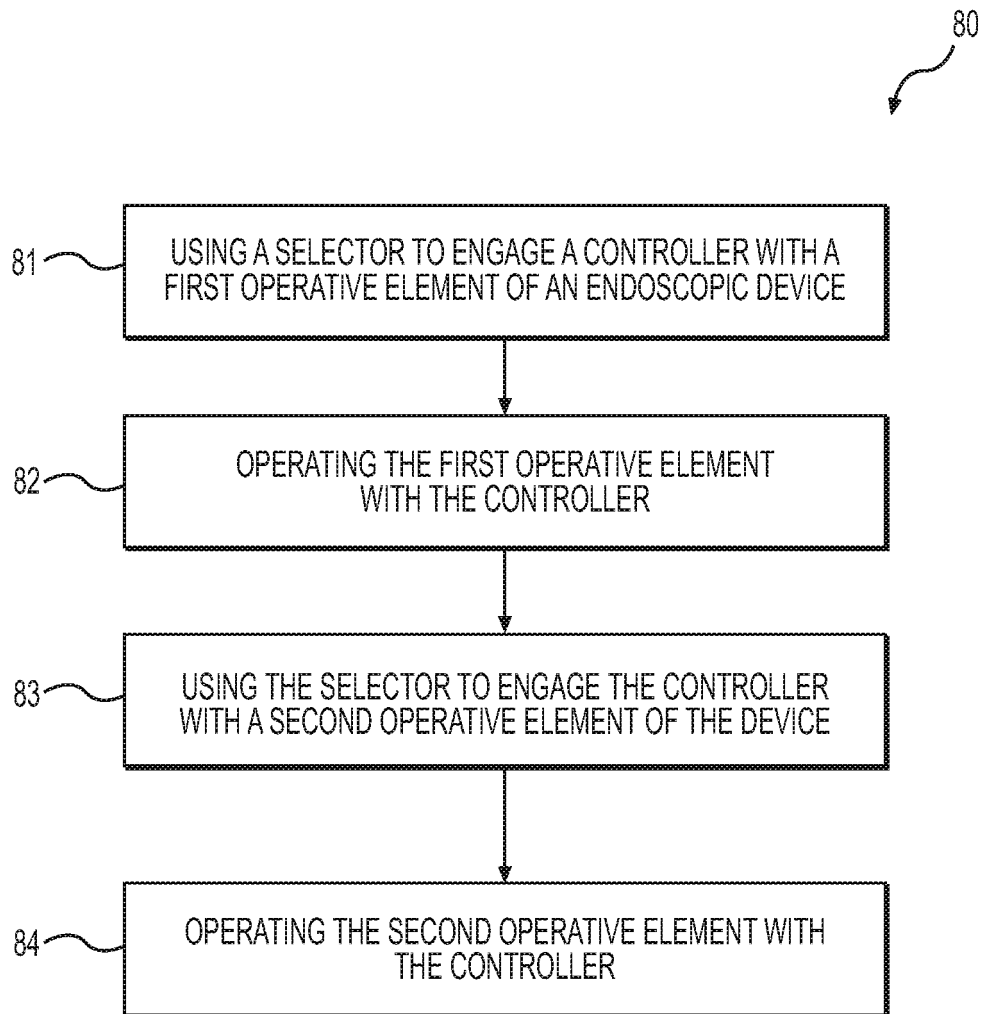 80
81
USING A SELECTOR TO ENGAGE A CONTROLLER WITH A
FIRST OPERATIVE ELEMENT OF AN ENDOSCOPIC DEVICE
82
OPERATING THE FIRST OPERATIVE ELEMENT
WITH THE CONTROLLER
83
USING THE SELECTOR TO ENGAGE THE CONTROLLER
WITH A SECOND OPERATIVE ELEMENT OF THE DEVICE
84
OPERATING THE SECOND OPERATIVE ELEMENT WITH
THE CONTROLLER